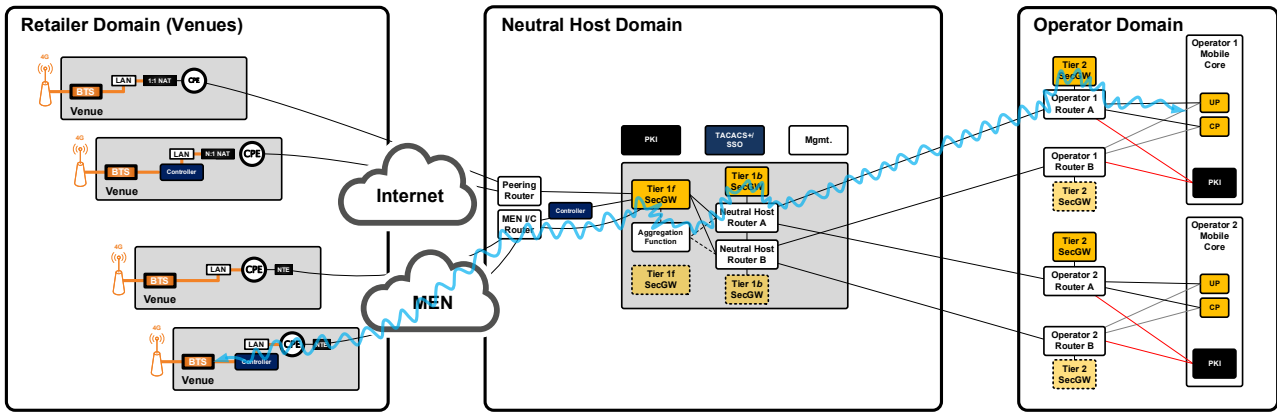 Retailer Domain (Venues)
4G
BTS
LAN
1:1 NAT
CPE
Venue
4G
BTS
LAN
N:1 NAT
CPE
Controller
Venue
4G
BTS
LAN
CPE
NTE
Venue
4G
BTS
LAN
CPE
NTE
Controller
Venue
Internet
MEN
Neutral Host Domain
Peering
Router
MEN I/C
Router
Controller
PKI
TACACS+/
SSO
Mgmt.
Tier 1f
SecGW
Aggregation
Function
Tier 1f
SecGW
Tier 1b
SecGW
Neutral Host
Router A
Neutral Host
Router B
Tier 1b
SecGW
Operator Domain
Tier 2
SecGW
Operator 1
Router A
Operator 1
Router B
Tier 2
SecGW
Operator 1
Mobile
Core
UP
CP
PKI
Tier 2
SecGW
Operator 2
Router A
Operator 2
Router B
Tier 2
SecGW
Operator 2
Mobile
Core
UP
CP
PKI